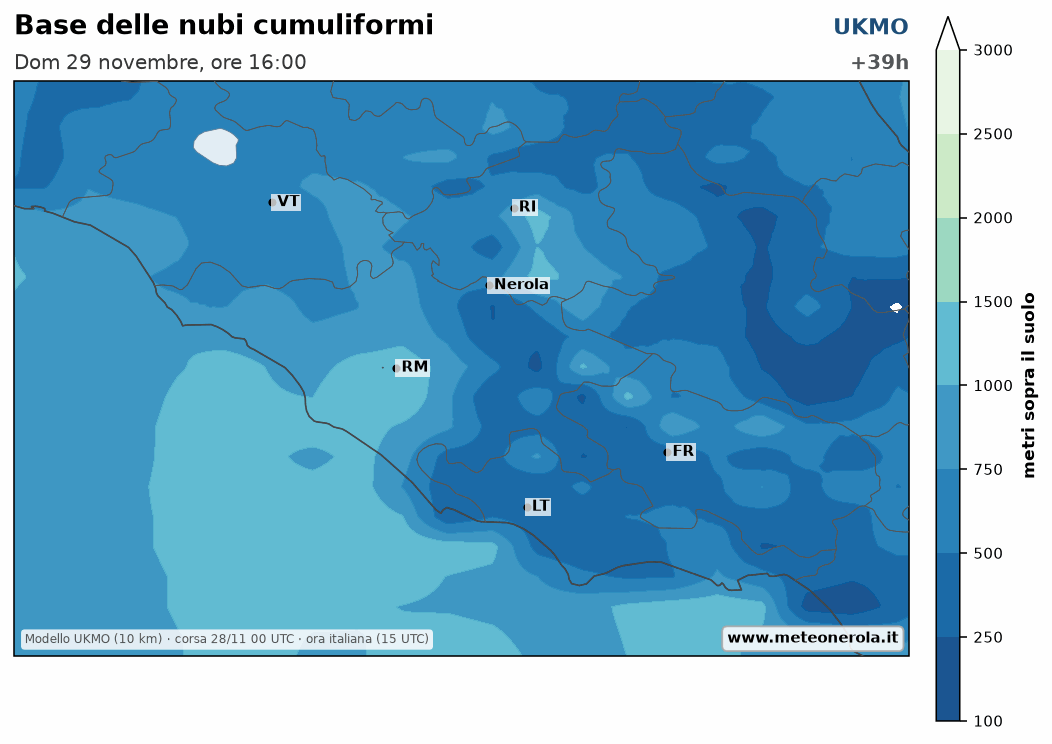 Base delle nubi cumuliformi
UKMO
Dom 29 novembre, ore 16:00
+39h
VT
RI
Nerola
RM
FR
LT
Modello UKMO (10 km) · corsa 28/11 00 UTC · ora italiana (15 UTC)
www.meteonerola.it
3000
2500
2000
1500
1000
750
500
250
100
metri sopra il suolo